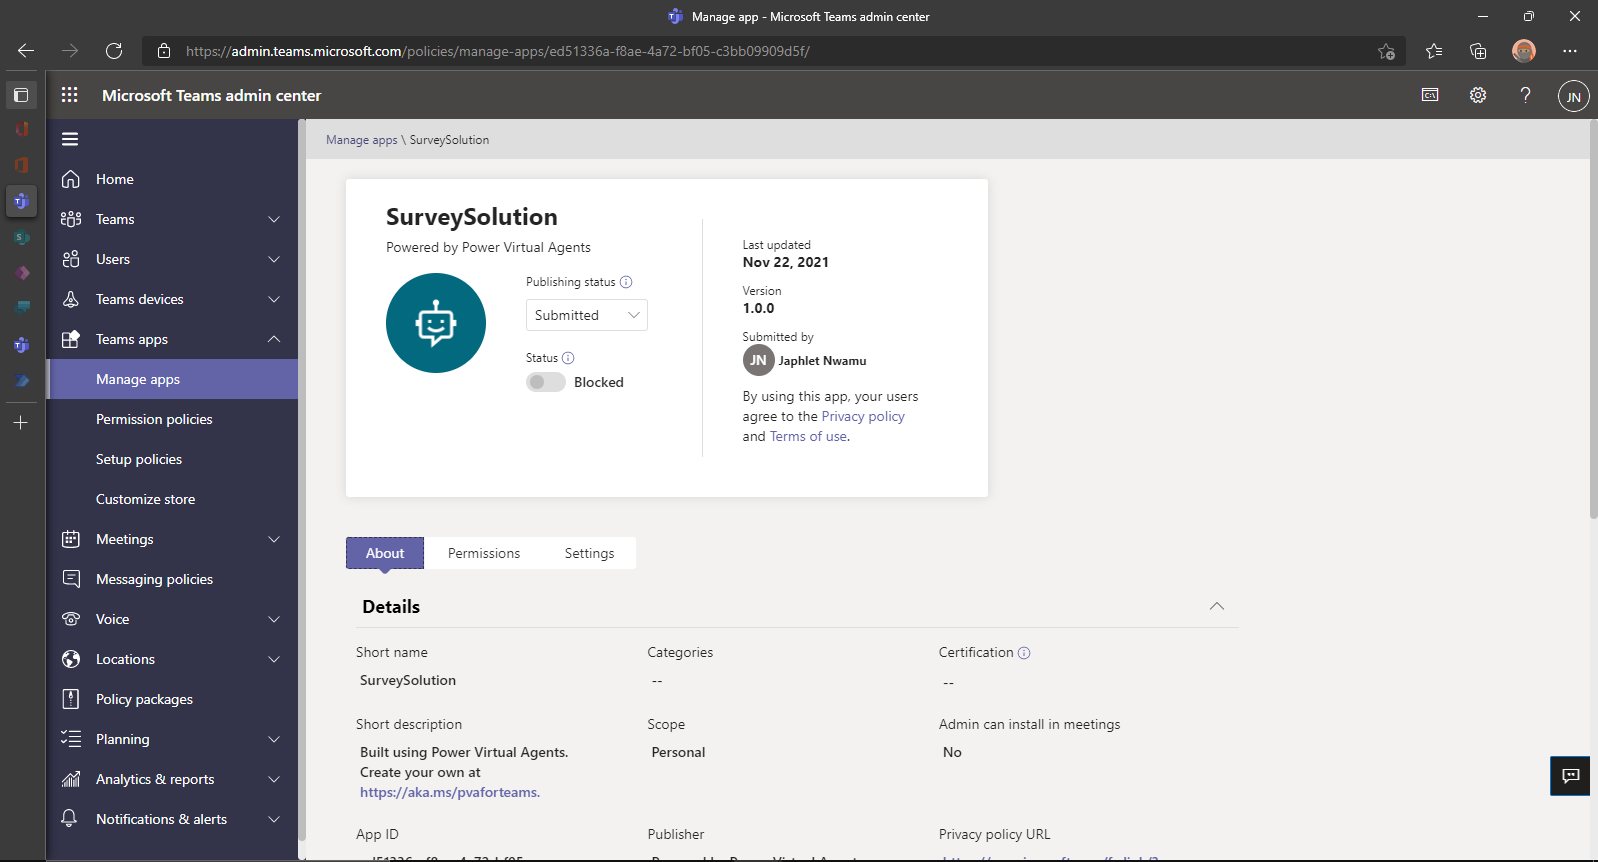 Manage app - Microsoft Teams admin center
https://admin.teams.microsoft.com/policies/manage-apps/ed51336a-f8ae-4a72-bf05-c3bb09909d5f/
Microsoft Teams admin center
JN
Manage apps \ SurveySolution
Home
Teams
Users
Teams devices
Teams apps
Manage apps
Permission policies
Setup policies
Customize store
Meetings
Messaging policies
Voice
Locations
Policy packages
Planning
Analytics & reports
Notifications & alerts
SurveySolution
Powered by Power Virtual Agents
Publishing status
Submitted
Status
Blocked
Last updated
Nov 22, 2021
Version
1.0.0
Submitted by
JN Japhlet Nwamu
By using this app, your users
agree to the Privacy policy
and Terms of use.
About Permissions Settings
Details
Short name
SurveySolution
Categories
--
Certification
--
Short description
Built using Power Virtual Agents.
Create your own at
https://aka.ms/pvaforteams.
Scope
Personal
Admin can install in meetings
No
App ID
Publisher
Privacy policy URL